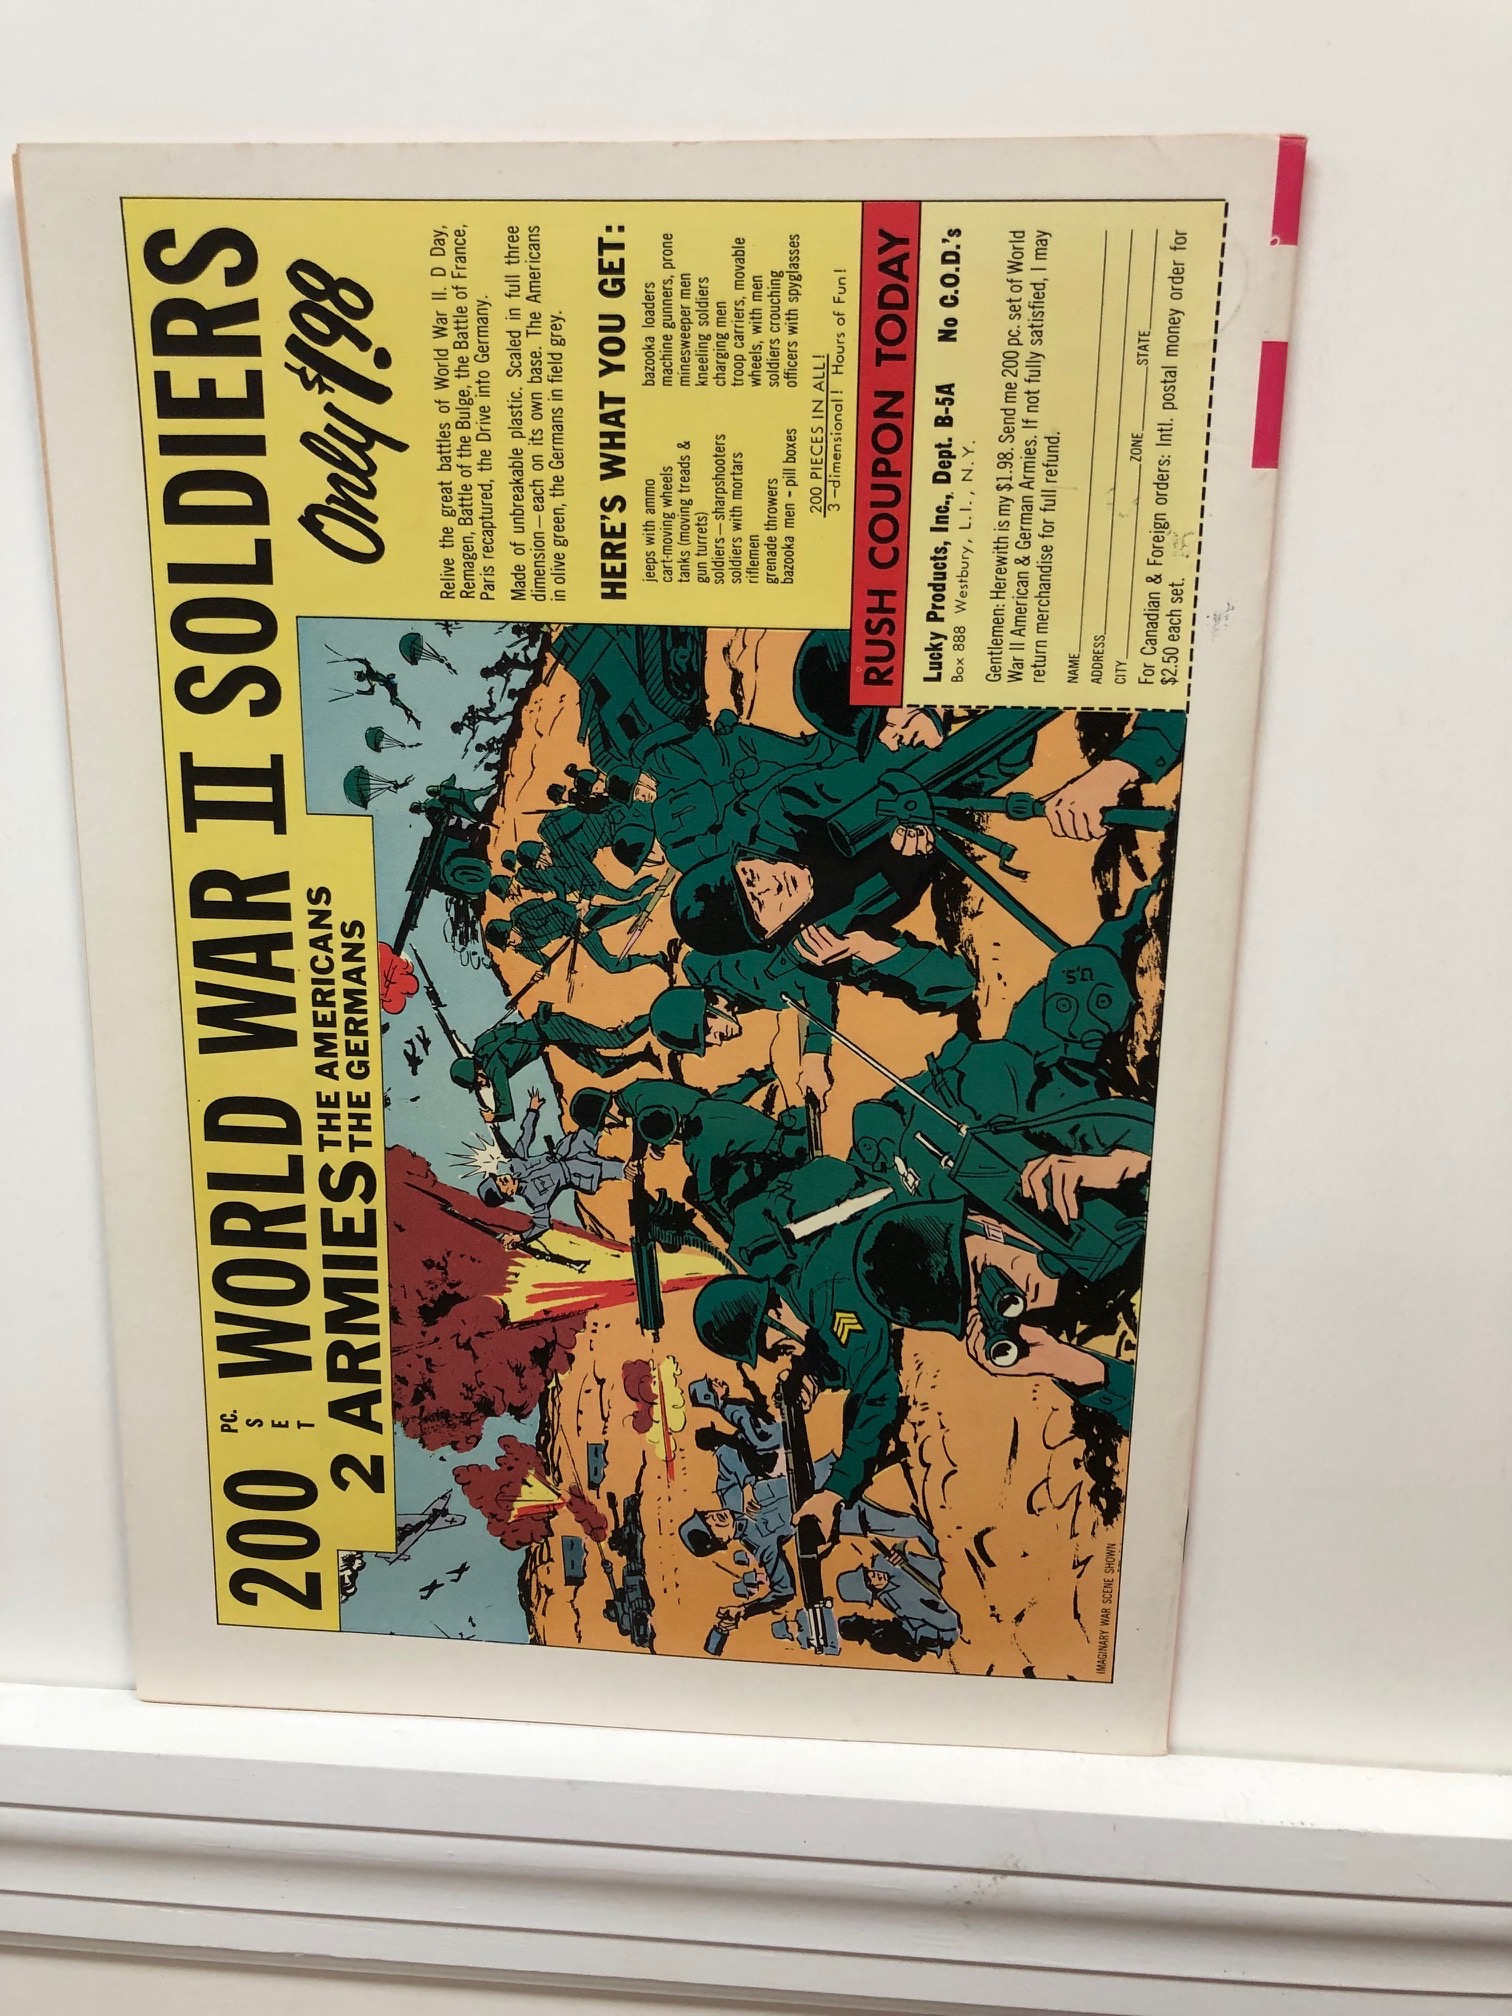 200 PC. SET WORLD WAR II SOLDIERS
2 ARMIES THE AMERICANS
THE GERMANS
Only $1.98
Relive the great battles of World War II. D Day,
Remagen, Battle of the Bulge, the Battle of France,
Paris recaptured, the Drive into Germany.
Made of unbreakable plastic. Scaled in full three
dimension—each on its own base. The Americans
in olive green, the Germans in field grey.
HERE'S WHAT YOU GET:
jeeps with ammo
cart-moving wheels
tanks (moving treads &
gun turrets)
soldiers—sharpshooters
soldiers with mortars
riflemen
grenade throwers
bazooka men - pill boxes
bazooka loaders
machine gunners, prone
minesweeper men
kneeling soldiers
charging men
troop carriers, movable
wheels, with men
soldiers crouching
officers with spyglasses
200 PIECES IN ALL!
3—dimensional! Hours of Fun!
RUSH COUPON TODAY
Lucky Products, Inc., Dept. B-5A No C.O.D.'s
Box 888 Westbury, L.I., N.Y.
Gentlemen: Herewith is my $1.98. Send me 200 pc. set of World
War II American & German Armies. If not fully satisfied, I may
return merchandise for full refund.
NAME
ADDRESS
CITY ZONE STATE
For Canadian & Foreign orders: Intl. postal money order for
$2.50 each set.
U.S.
IMAGINARY WAR SCENE SHOWN